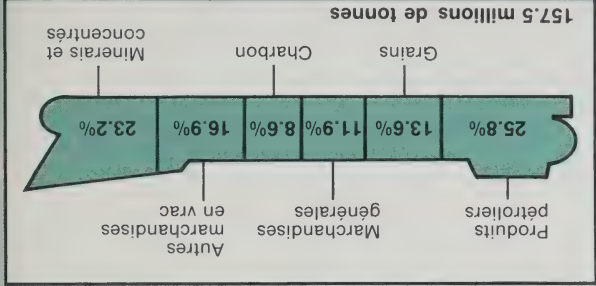 Produits
pétroliers
Marchandises
générales
Autres
marchandises
en vrac
25.8% 13.6% 11.9% 8.6% 16.9% 23.2%
Grains
Charbon
Minerais et
concentrés
157.5 millions de tonnes